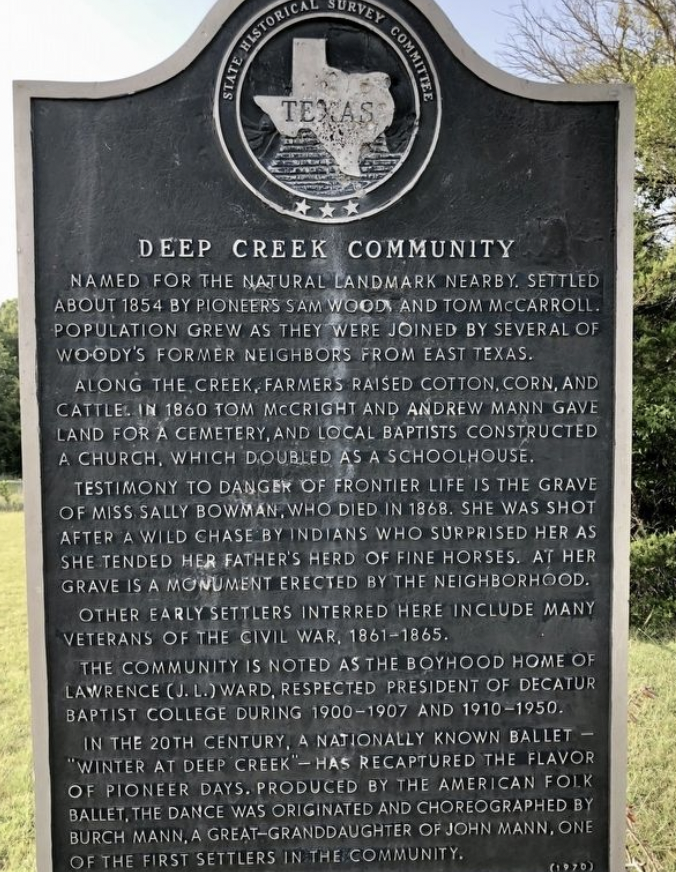 STATE HISTORICAL SURVEY COMMITTEE
TEXAS
DEEP CREEK COMMUNITY
NAMED FOR THE NATURAL LANDMARK NEARBY. SETTLED
ABOUT 1854 BY PIONEERS SAM WOODY AND TOM McCARROLL.
POPULATION GREW AS THEY WERE JOINED BY SEVERAL OF
WOODY'S FORMER NEIGHBORS FROM EAST TEXAS.
ALONG THE CREEK, FARMERS RAISED COTTON, CORN, AND
CATTLE. IN 1860 TOM McCRIGHT AND ANDREW MANN GAVE
LAND FOR A CEMETERY, AND LOCAL BAPTISTS CONSTRUCTED
A CHURCH, WHICH DOUBLED AS A SCHOOLHOUSE.
TESTIMONY TO DANGER OF FRONTIER LIFE IS THE GRAVE
OF MISS SALLY BOWMAN, WHO DIED IN 1868. SHE WAS SHOT
AFTER A WILD CHASE BY INDIANS WHO SURPRISED HER AS
SHE TENDED HER FATHER'S HERD OF FINE HORSES. AT HER
GRAVE IS A MONUMENT ERECTED BY THE NEIGHBORHOOD.
OTHER EARLY SETTLERS INTERRED HERE INCLUDE MANY
VETERANS OF THE CIVIL WAR, 1861-1865.
THE COMMUNITY IS NOTED AS THE BOYHOOD HOME OF
LAWRENCE (J. L.) WARD, RESPECTED PRESIDENT OF DECATUR
BAPTIST COLLEGE DURING 1900-1907 AND 1910-1950.
IN THE 20TH CENTURY, A NATIONALLY KNOWN BALLET —
"WINTER AT DEEP CREEK"— HAS RECAPTURED THE FLAVOR
OF PIONEER DAYS. PRODUCED BY THE AMERICAN FOLK
BALLET, THE DANCE WAS ORIGINATED AND CHOREOGRAPHED BY
BURCH MANN, A GREAT-GRANDDAUGHTER OF JOHN MANN, ONE
OF THE FIRST SETTLERS IN THE COMMUNITY.
(1970)